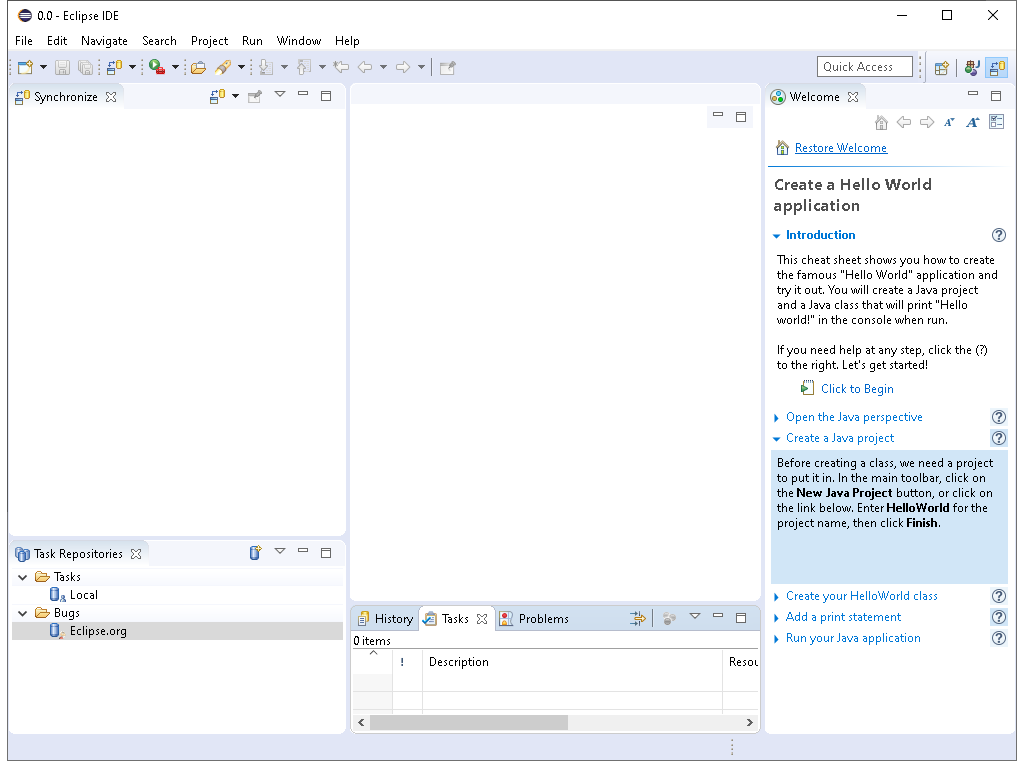 0.0 - Eclipse IDE
File Edit Navigate Search Project Run Window Help
Quick Access
Synchronize
Welcome
Restore Welcome
Create a Hello World
application
Introduction
This cheat sheet shows you how to create
the famous "Hello World" application and
try it out. You will create a Java project
and a Java class that will print "Hello
world!" in the console when run.
If you need help at any step, click the (?)
to the right. Let's get started!
Click to Begin
Open the Java perspective
Create a Java project
Before creating a class, we need a project
to put it in. In the main toolbar, click on
the New Java Project button, or click on
the link below. Enter HelloWorld for the
project name, then click Finish.
Create your HelloWorld class
Add a print statement
Run your Java application
Task Repositories
Tasks
Local
Bugs
Eclipse.org
History Tasks Problems
0 items
! Description Resou